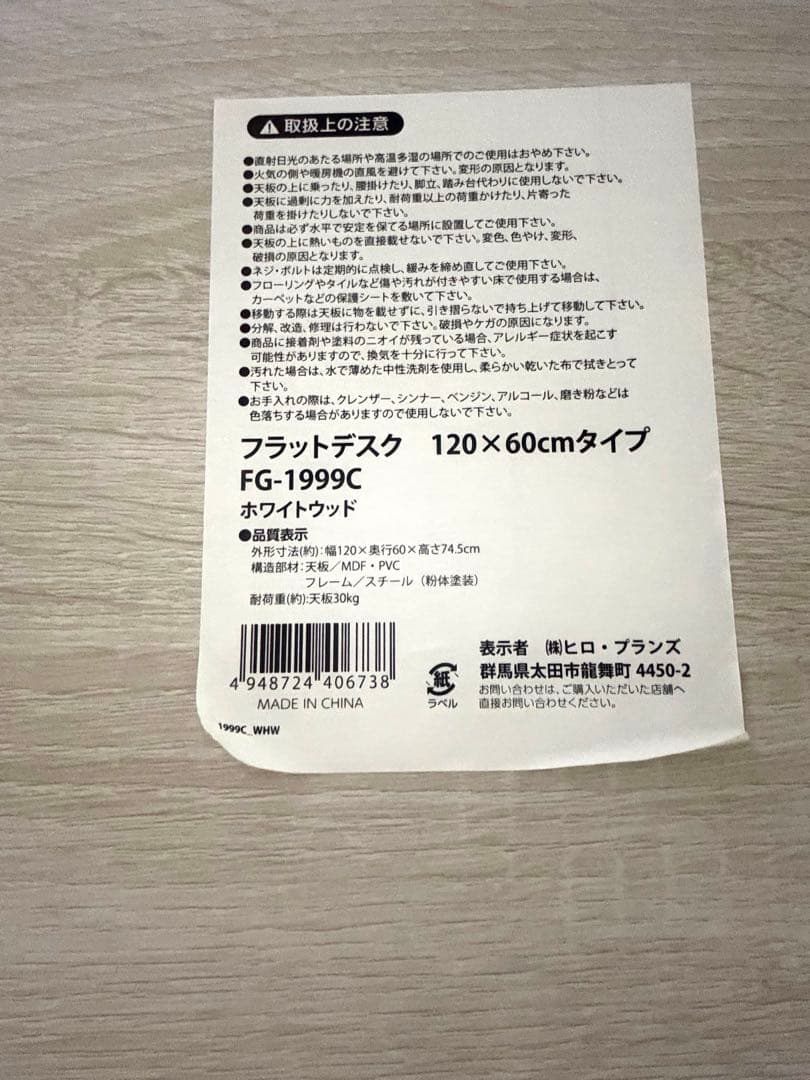 取扱上の注意
●直射日光のあたる場所や高温多湿の場所でのご使用はおやめ下さい。
●火気の側や暖房機の直風を避けて下さい。変形の原因となります。
●天板の上に乗ったり、腰掛けたり、脚立、踏み台代わりに使用しないで下さい。
●天板に過剰に力を加えたり、耐荷重以上の荷重かけたり、片寄った
荷重を掛けたりしないで下さい。
●商品は必ず水平で安定を保てる場所に設置してご使用下さい。
●天板の上に熱いものを直接載せないで下さい。変色、色やけ、変形、
破損の原因となります。
●ネジ・ボルトは定期的に点検し、緩みを締め直してご使用下さい。
●フローリングやタイルなど傷や汚れが付きやすい床で使用する場合は、
カーペットなどの保護シートを敷いて下さい。
●移動する際は天板に物を載せずに、引き摺らないで持ち上げて移動して下さい。
●分解、改造、修理は行わないで下さい。破損やケガの原因になります。
●商品に接着剤や塗料のニオイが残っている場合、アレルギー症状を起こす
可能性がありますので、換気を十分に行って下さい。
●汚れた場合は、水で薄めた中性洗剤を使用し、柔らかい乾いた布で拭きとって
下さい。
●お手入れの際は、クレンザー、シンナー、ベンジン、アルコール、磨き粉などは
色落ちする場合がありますので使用しないで下さい。
フラットデスク 120×60cmタイプ
FG-1999C
ホワイトウッド
●品質表示
外形寸法(約):幅120×奥行60×高さ74.5cm
構造部材:天板/MDF・PVC
フレーム/スチール(粉体塗装)
耐荷重(約):天板30kg
4 948724 406738
MADE IN CHINA
1999C_WHW
紙
ラベル
表示者 ㈱ヒロ・プランズ
群馬県太田市龍舞町 4450-2
お問い合わせは、ご購入いただいた店舗へ
直接お問い合わせください。